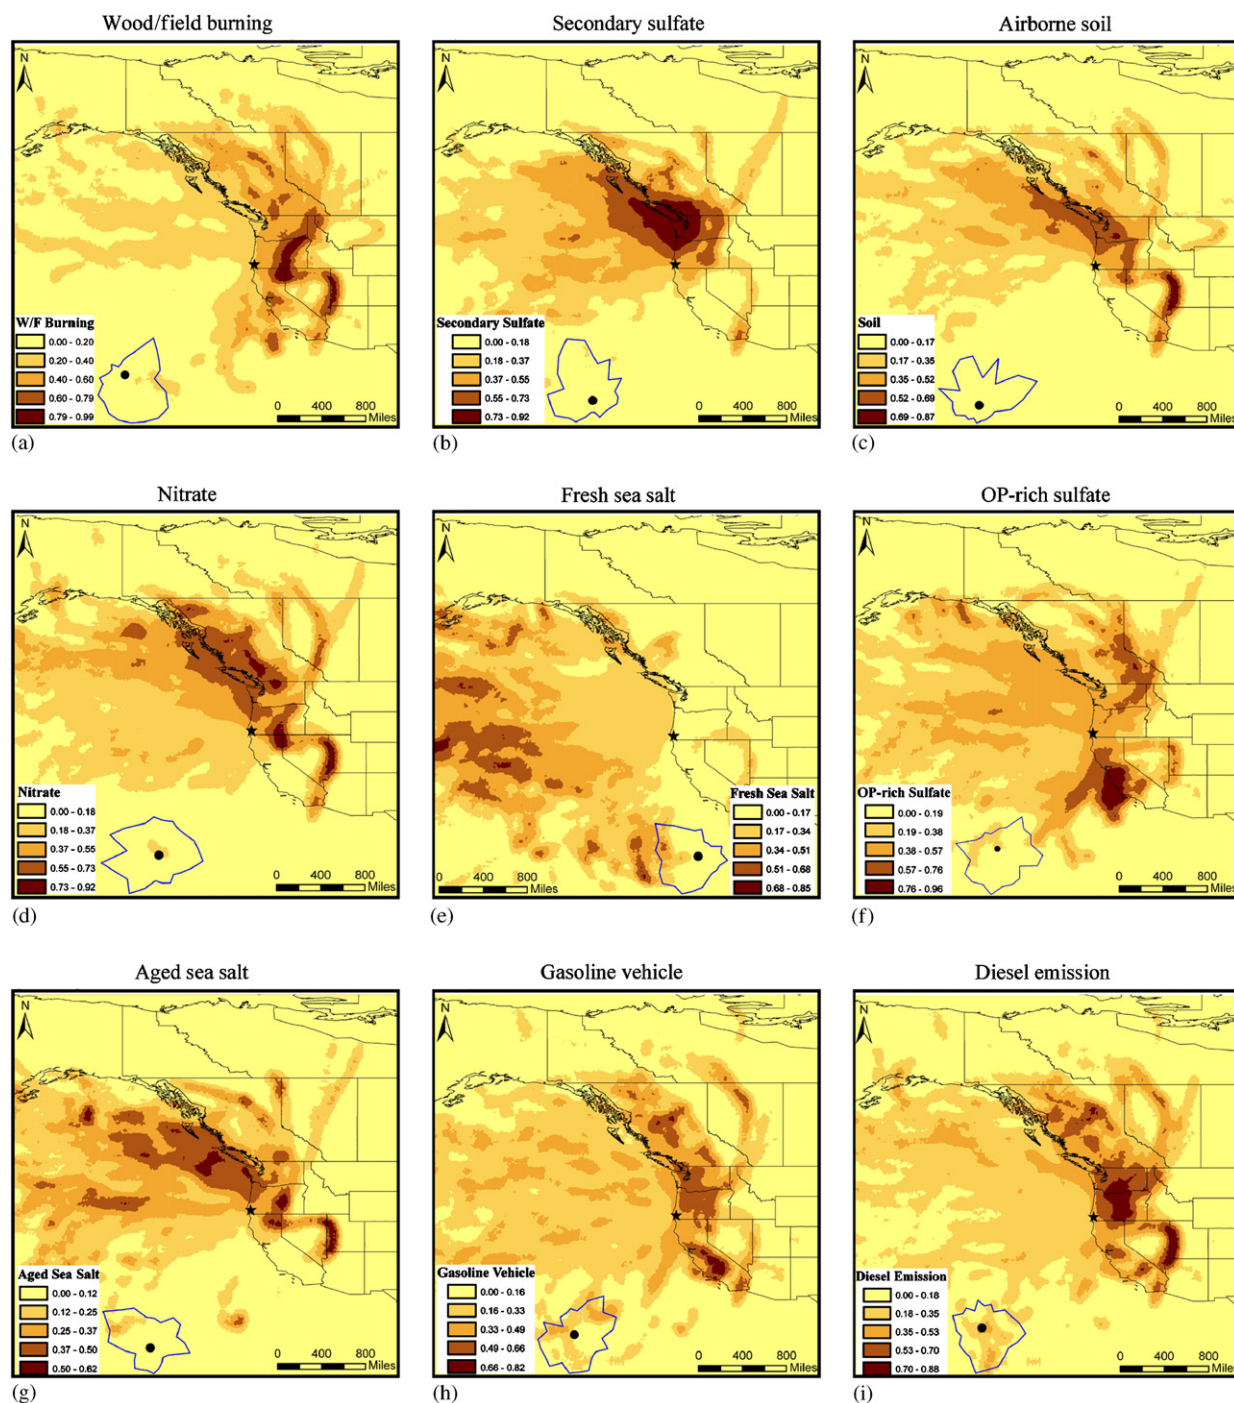 Wood/field burning
Secondary sulfate
Airborne soil
N
N
N
W/F Burning
0.00 - 0.20
0.20 - 0.40
0.40 - 0.60
0.60 - 0.79
0.79 - 0.99
0 400 800
Miles
Secondary Sulfate
0.00 - 0.18
0.18 - 0.37
0.37 - 0.55
0.55 - 0.73
0.73 - 0.92
0 400 800
Miles
Soil
0.00 - 0.17
0.17 - 0.35
0.35 - 0.52
0.52 - 0.69
0.69 - 0.87
0 400 800
Miles
(a)
(b)
(c)
Nitrate
Fresh sea salt
OP-rich sulfate
N
N
N
Nitrate
0.00 - 0.18
0.18 - 0.37
0.37 - 0.55
0.55 - 0.73
0.73 - 0.92
0 400 800
Miles
0 400 800
Miles
Fresh Sea Salt
0.00 - 0.17
0.17 - 0.34
0.34 - 0.51
0.51 - 0.68
0.68 - 0.85
OP-rich Sulfate
0.00 - 0.19
0.19 - 0.38
0.38 - 0.57
0.57 - 0.76
0.76 - 0.96
0 400 800
Miles
(d)
(e)
(f)
Aged sea salt
Gasoline vehicle
Diesel emission
N
N
N
Aged Sea Salt
0.00 - 0.12
0.12 - 0.25
0.25 - 0.37
0.37 - 0.50
0.50 - 0.62
0 400 800
Miles
Gasoline Vehicle
0.00 - 0.16
0.16 - 0.33
0.33 - 0.49
0.49 - 0.66
0.66 - 0.82
0 400 800
Miles
Diesel Emission
0.00 - 0.18
0.18 - 0.35
0.35 - 0.53
0.53 - 0.70
0.70 - 0.88
0 400 800
Miles
(g)
(h)
(i)